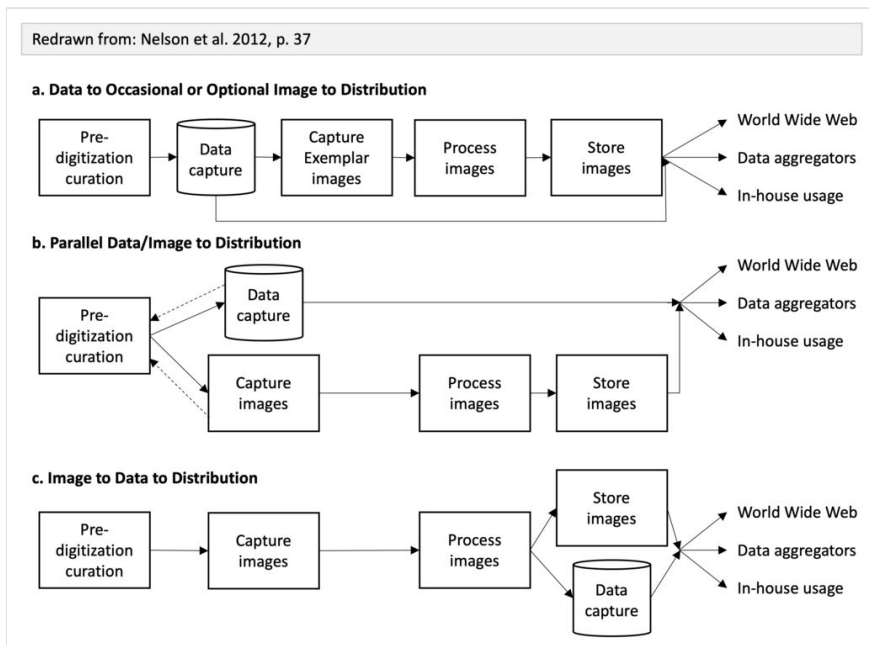 Redrawn from: Nelson et al. 2012, p. 37
a. Data to Occasional or Optional Image to Distribution
Pre-
digitization
curation
Data
capture
Capture
Exemplar
images
Process
images
Store
images
World Wide Web
Data aggregators
In-house usage
b. Parallel Data/Image to Distribution
Pre-
digitization
curation
Data
capture
Capture
images
Process
images
Store
images
World Wide Web
Data aggregators
In-house usage
c. Image to Data to Distribution
Pre-
digitization
curation
Capture
images
Process
images
Store
images
Data
capture
World Wide Web
Data aggregators
In-house usage